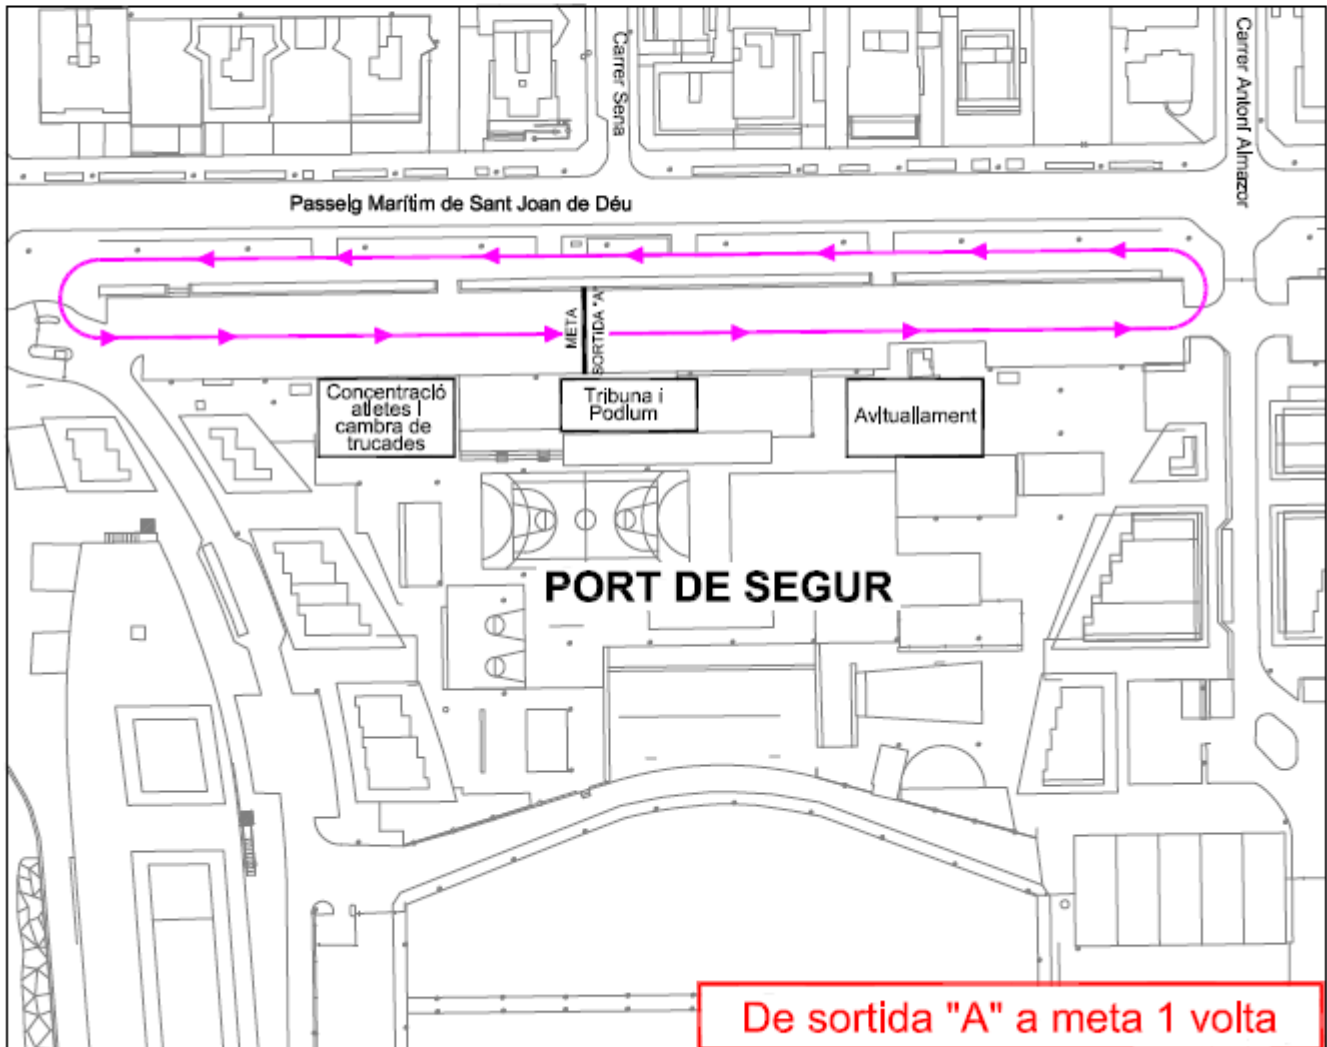 Carrer Sena
Carrer Antoni Almazor
Passeig Marítim de Sant Joan de Déu
META
SORTIDA "A"
Concentració
atletes i
cambra de
trucades
Tribuna i
Podium
Avituallament
PORT DE SEGUR
De sortida "A" a meta 1 volta